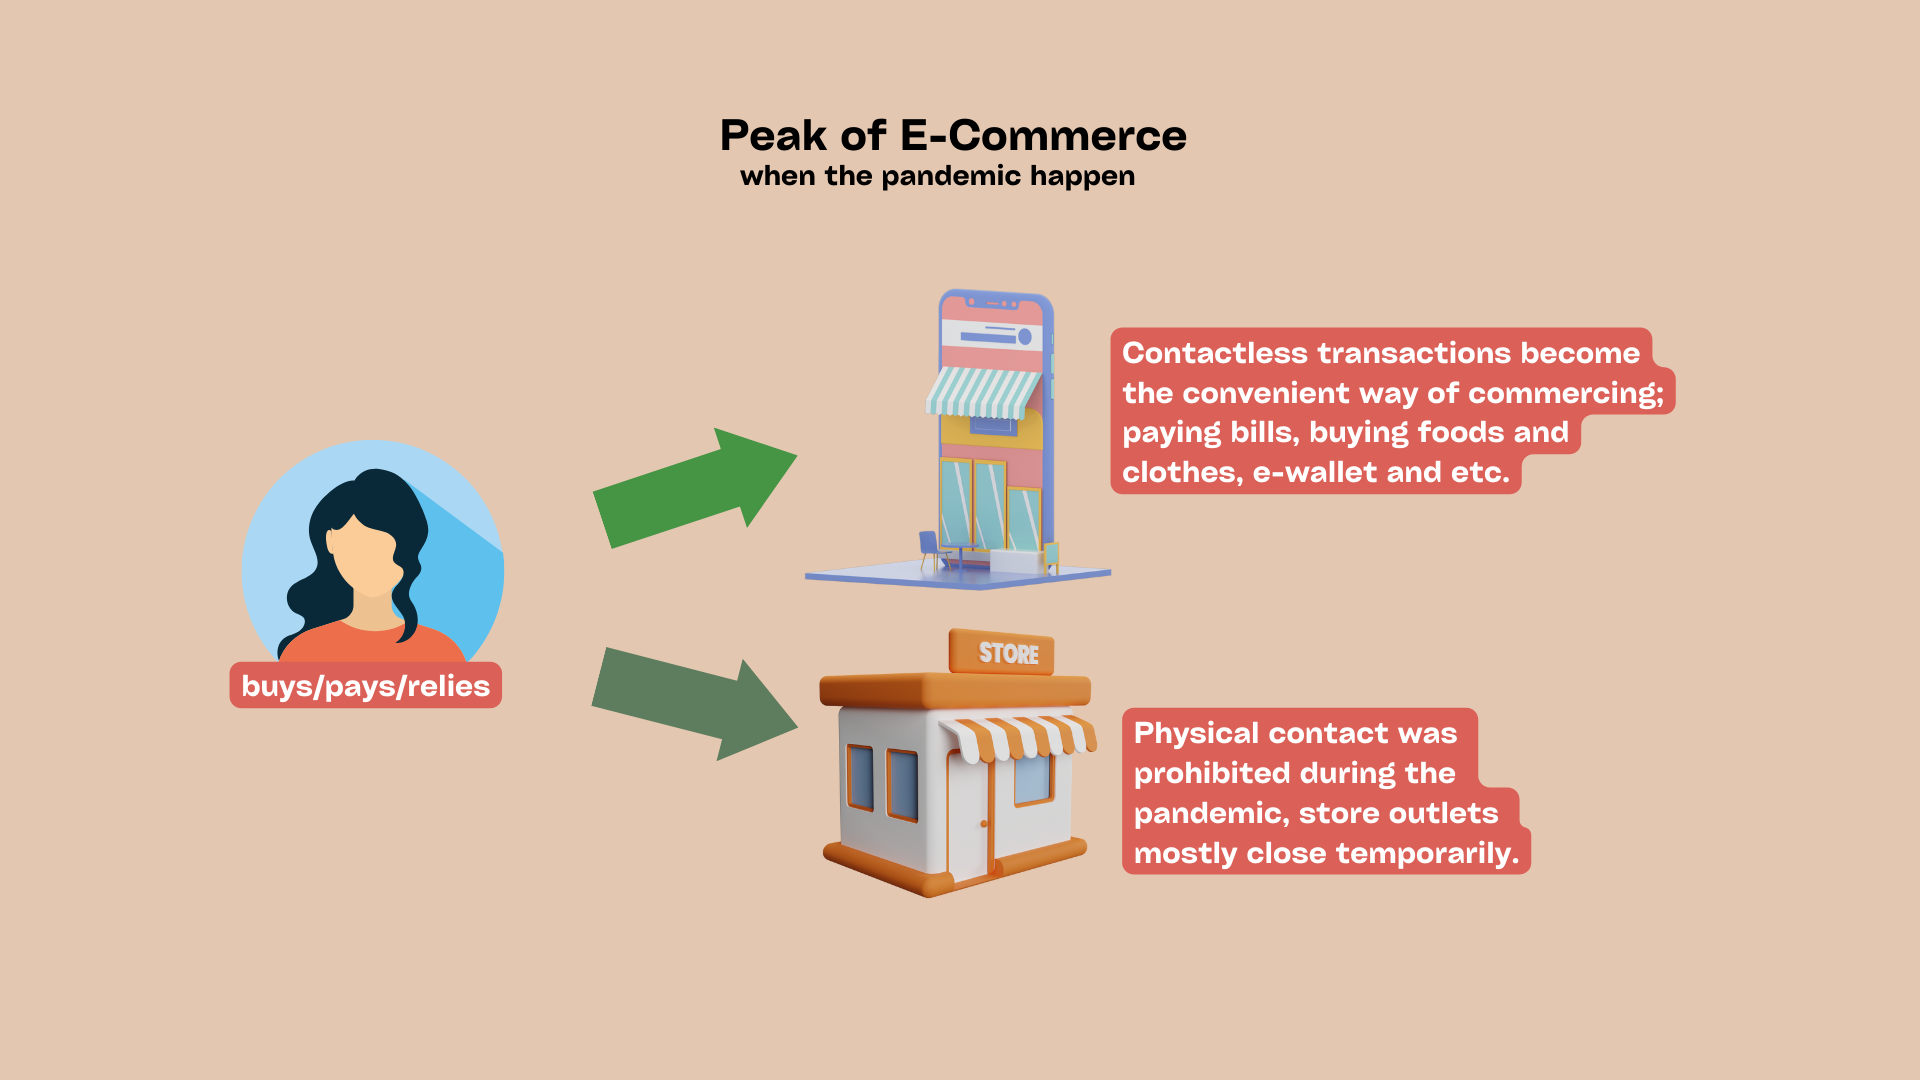 Peak of E-Commerce
when the pandemic happen
Contactless transactions become
the convenient way of commercing;
paying bills, buying foods and
clothes, e-wallet and etc.
buys/pays/relies
STORE
Physical contact was
prohibited during the
pandemic, store outlets
mostly close temporarily.